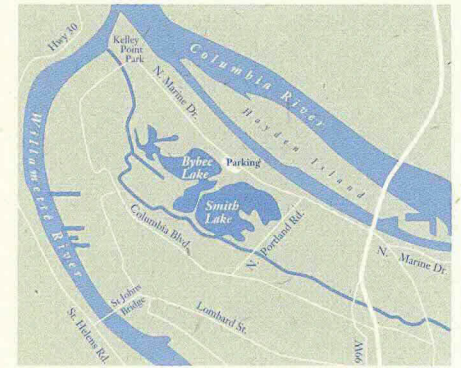 Hwy 30
Kelley
Point
Park
Columbia River
N. Marine Dr.
Hayden Island
Willamette River
Bybee
Lake
Parking
Smith
Lake
Columbia Blvd.
N. Portland Rd.
N.
Marine Dr.
St Johns
Bridge
Lombard St.
St. Helens Rd.